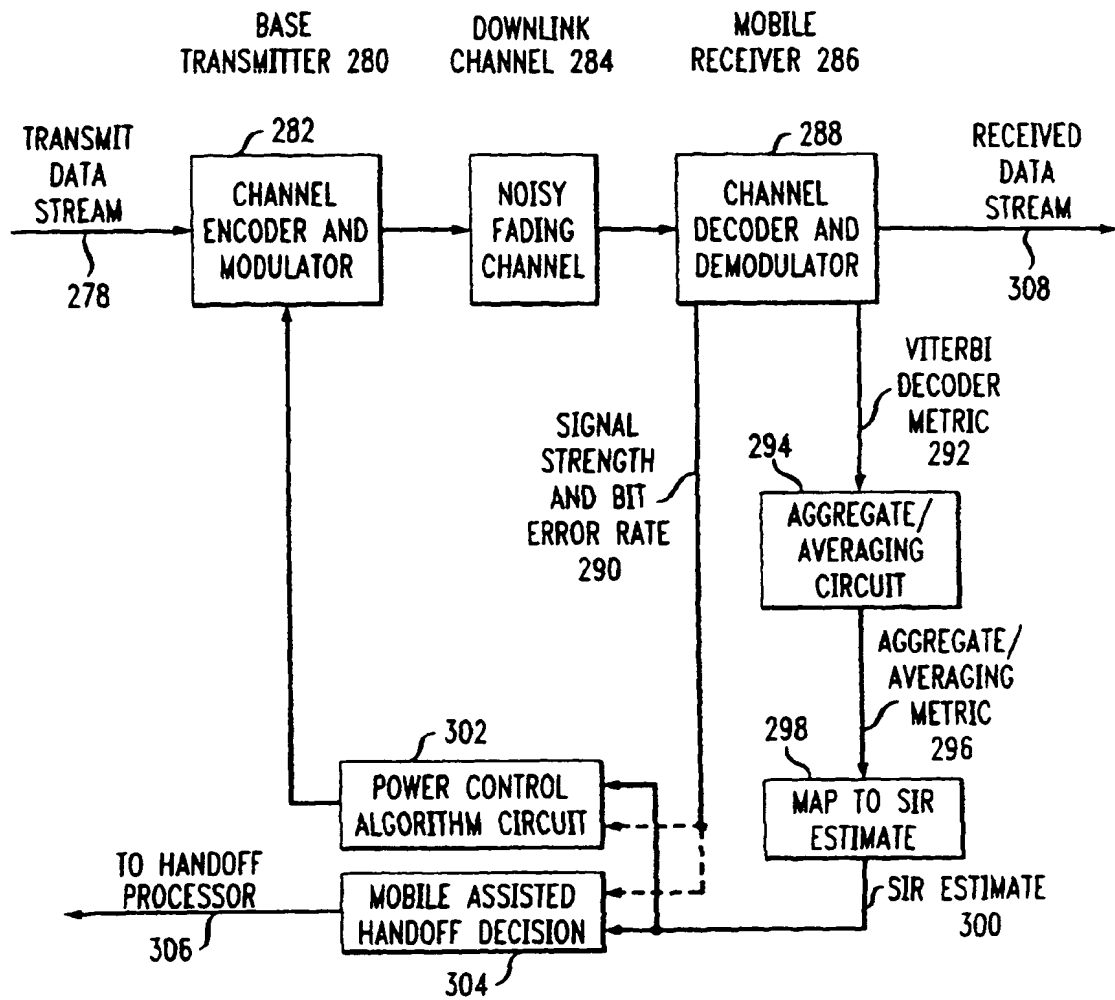 BASE
TRANSMITTER 280
DOWNLINK
CHANNEL 284
MOBILE
RECEIVER 286
TRANSMIT
DATA
STREAM
278
282
CHANNEL
ENCODER AND
MODULATOR
NOISY
FADING
CHANNEL
288
CHANNEL
DECODER AND
DEMODULATOR
RECEIVED
DATA
STREAM
308
SIGNAL
STRENGTH
AND BIT
ERROR RATE
290
VITERBI
DECODER
METRIC
292
294
AGGREGATE/
AVERAGING
CIRCUIT
AGGREGATE/
AVERAGING
METRIC
296
298
MAP TO SIR
ESTIMATE
SIR ESTIMATE
300
302
POWER CONTROL
ALGORITHM CIRCUIT
TO HANDOFF
PROCESSOR
306
MOBILE ASSISTED
HANDOFF DECISION
304